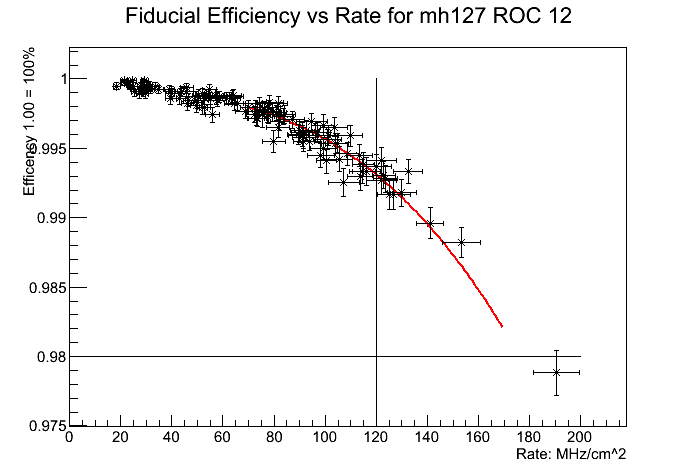 Fiducial Efficiency vs Rate for mh127 ROC 12
Efficency 1.00 = 100%
1
0.995
0.99
0.985
0.98
0.975
0 20 40 60 80 100 120 140 160 180 200
Rate: MHz/cm^2